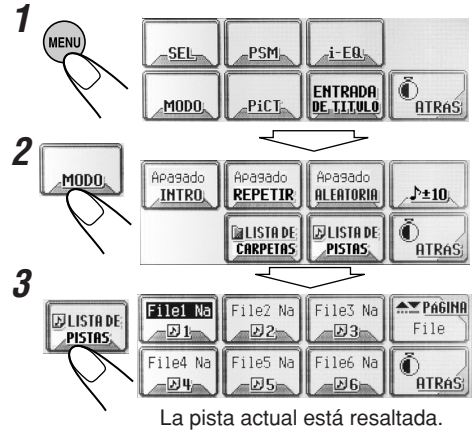 1
MENU
SEL PSM i-EQ
MODO PiCT ENTRADA DE TITULO ATRAS
2
MODO
Apagado INTRO Apagado REPETIR Apagado ALEATORIA ♪±10
LISTA DE CARPETAS LISTA DE PISTAS ATRAS
3
LISTA DE PISTAS
File1 Na 1 File2 Na 2 File3 Na 3 PÁGINA File
File4 Na 4 File5 Na 5 File6 Na 6 ATRAS
La pista actual está resaltada.